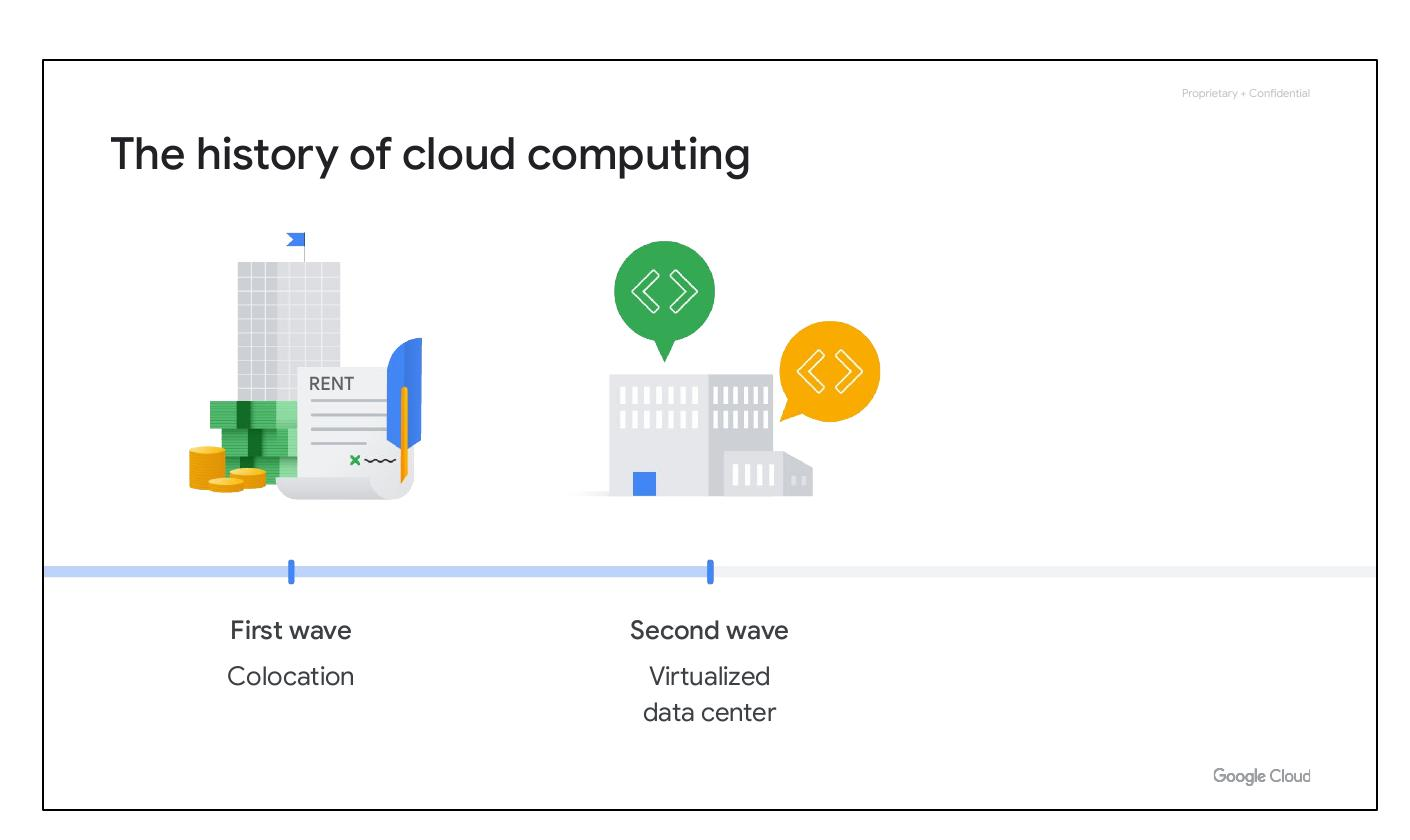 Proprietary + Confidential
The history of cloud computing
RENT
First wave
Colocation
Second wave
Virtualized
data center
Google Cloud